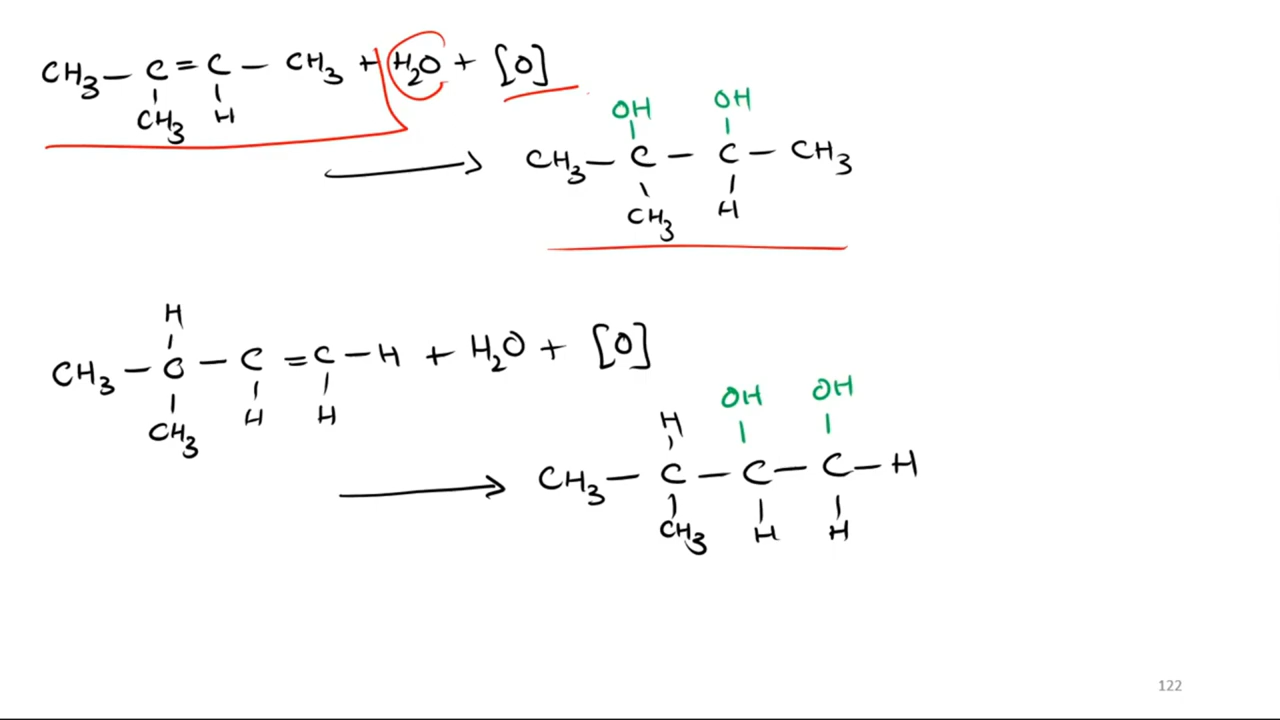 CH3 — C = C — CH3 + H2O + [O]
CH3 H
OH OH
CH3 — C — C — CH3
CH3 H
H
CH3 — C — C = C — H + H2O + [O]
CH3 H H
H OH OH
CH3 — C — C — C — H
CH3 H H
122